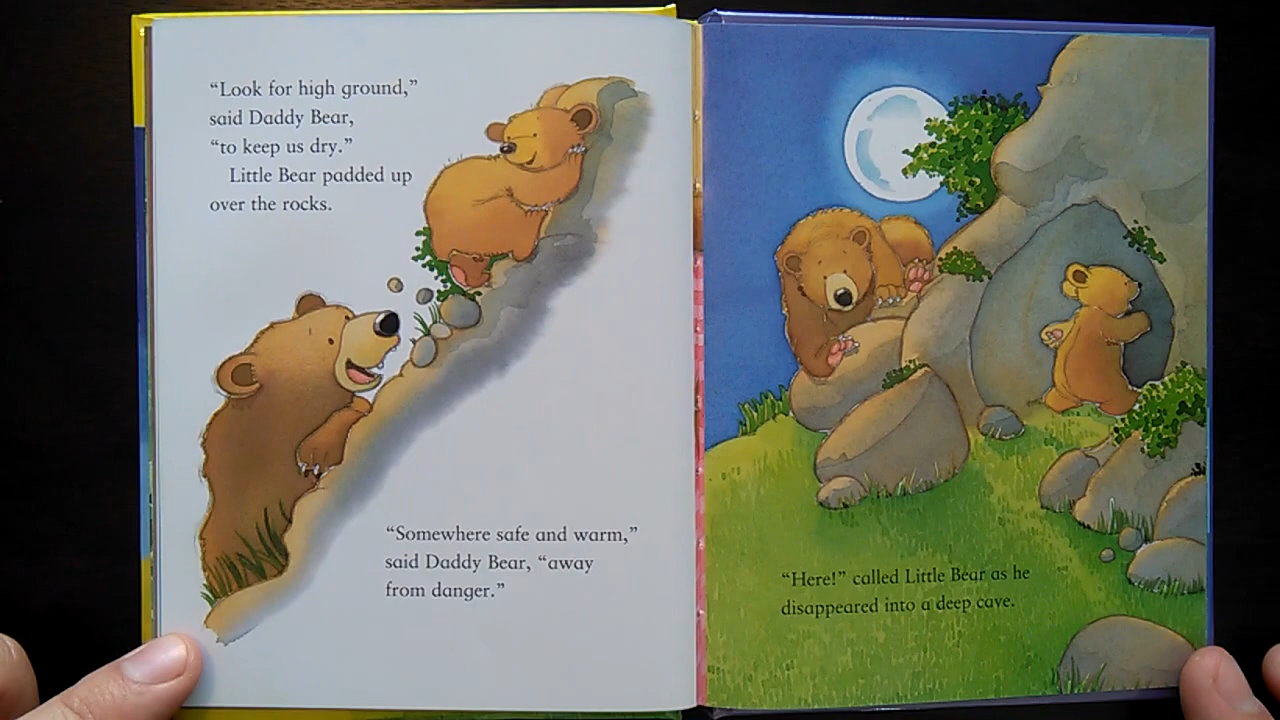 “Look for high ground,”
said Daddy Bear,
“to keep us dry.”
Little Bear padded up
over the rocks.
“Somewhere safe and warm,”
said Daddy Bear, “away
from danger.”
“Here!” called Little Bear as he
disappeared into a deep cave.